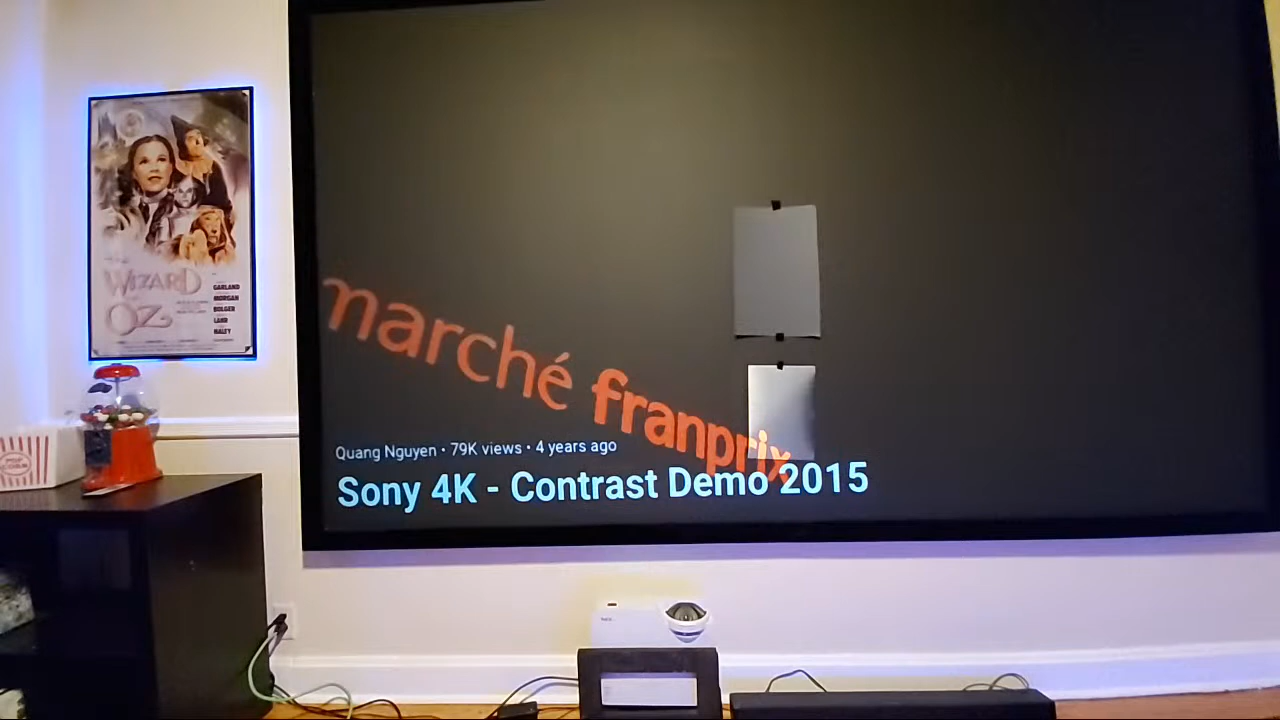 WIZARD
OZ
GARLAND
MORGAN
BOLGER
LAHR
HALEY
marché franprix
Quang Nguyen • 79K views • 4 years ago
Sony 4K - Contrast Demo 2015